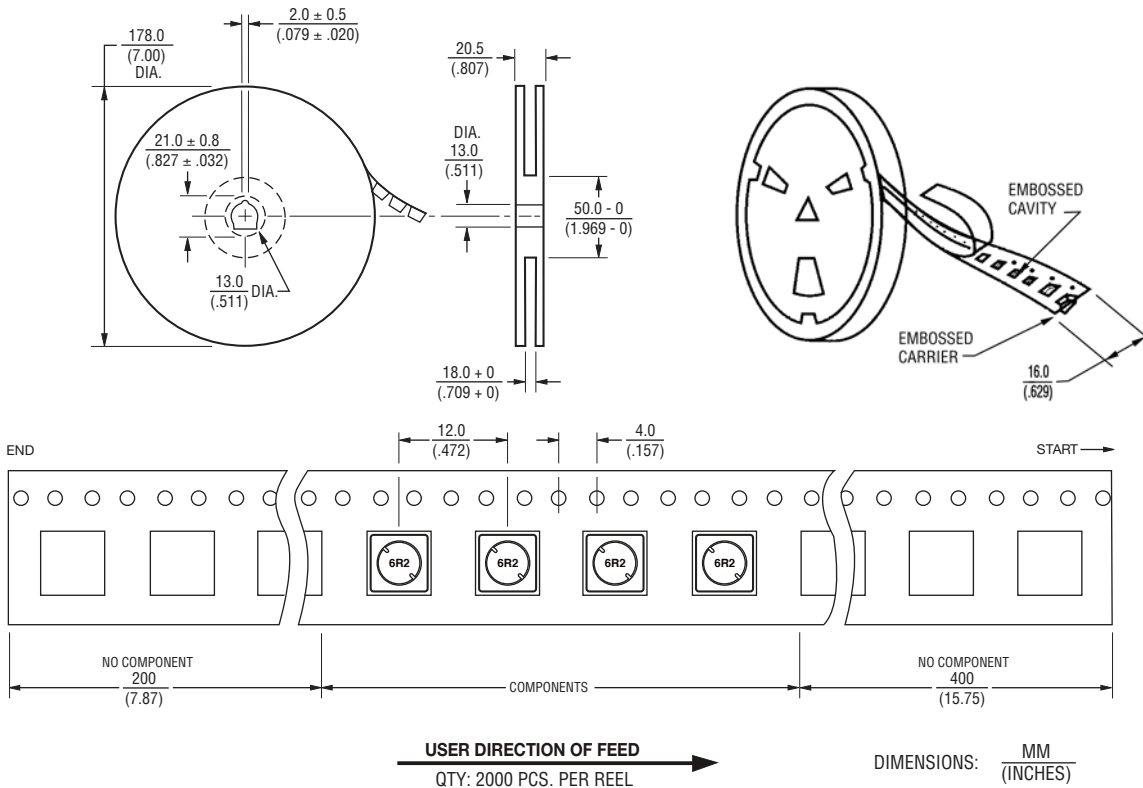 2.0 ± 0.5
(.079 ± .020)
178.0
(7.00)
DIA.
20.5
(.807)
21.0 ± 0.8
(.827 ± .032)
DIA.
13.0
(.511)
50.0 - 0
(1.969 - 0)
EMBOSSED
CAVITY
13.0
(.511)
DIA.
EMBOSSED
CARRIER
18.0 + 0
(.709 + 0)
16.0
(.629)
END
12.0
(.472)
4.0
(.157)
START
6R2
6R2
6R2
6R2
NO COMPONENT
200
(7.87)
COMPONENTS
NO COMPONENT
400
(15.75)
USER DIRECTION OF FEED
QTY: 2000 PCS. PER REEL
DIMENSIONS:
MM
(INCHES)